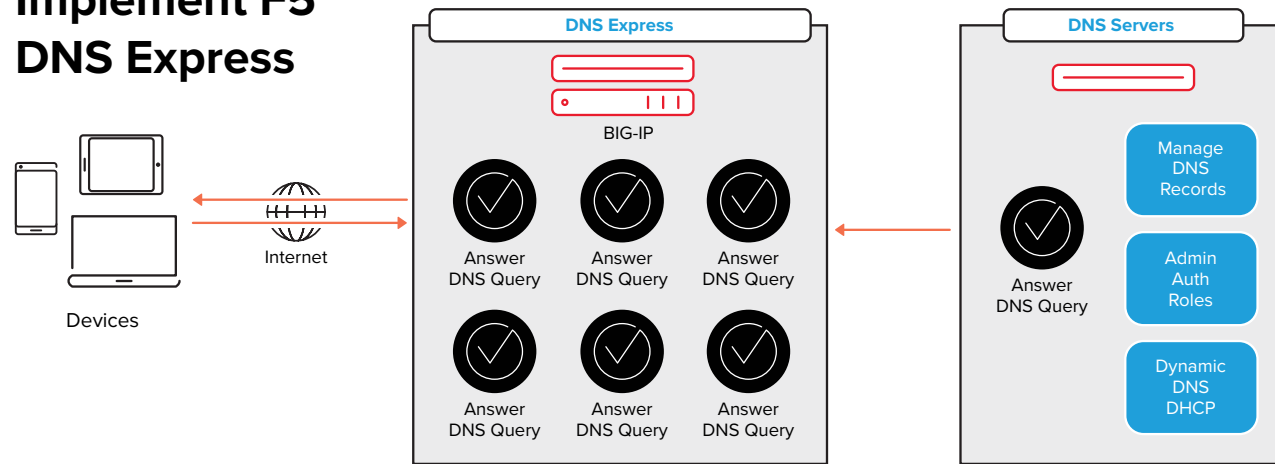 Implement F5
DNS Express
DNS Express
DNS Servers
BIG-IP
Internet
Devices
Answer
DNS Query
Answer
DNS Query
Answer
DNS Query
Answer
DNS Query
Answer
DNS Query
Answer
DNS Query
Answer
DNS Query
Manage
DNS
Records
Admin
Auth
Roles
Dynamic
DNS
DHCP